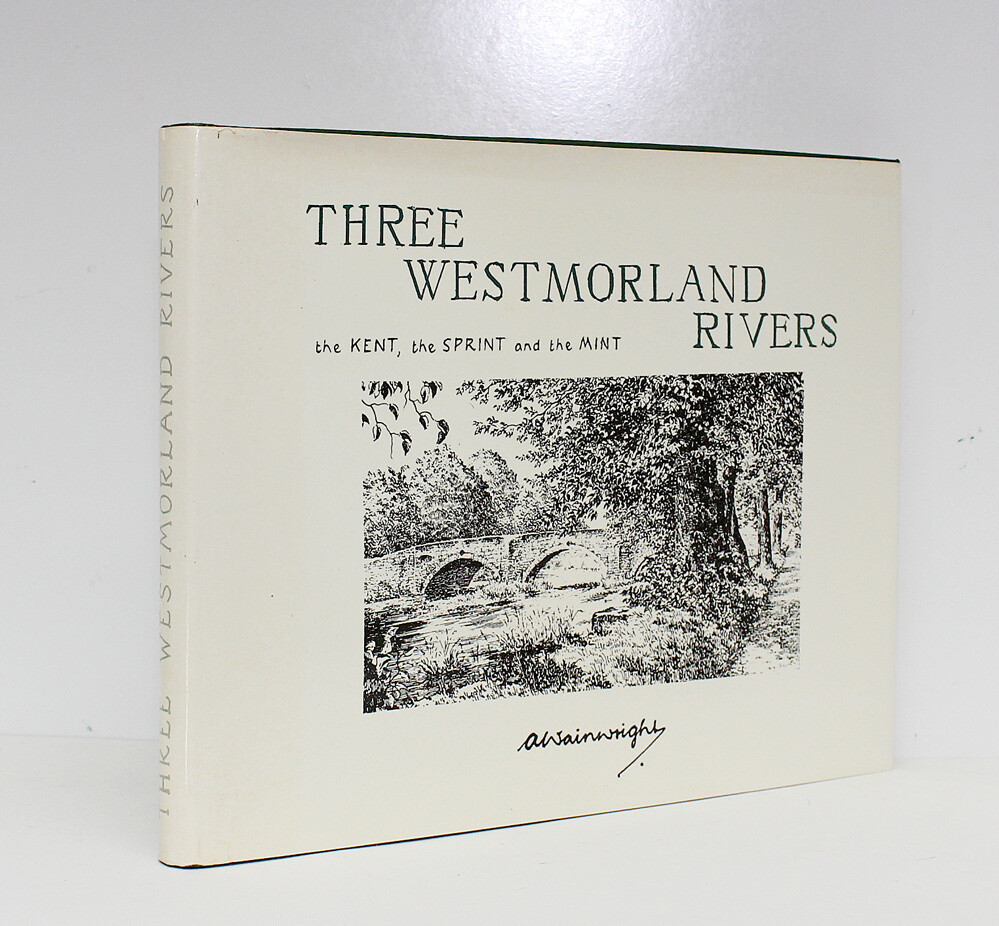 THREE WESTMORLAND RIVERS
THREE
WESTMORLAND
RIVERS
the KENT, the SPRINT and the MINT
awainwright